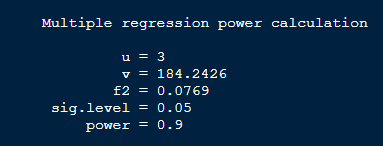 Multiple regression power calculation
u = 3
v = 184.2426
f2 = 0.0769
sig.level = 0.05
power = 0.9